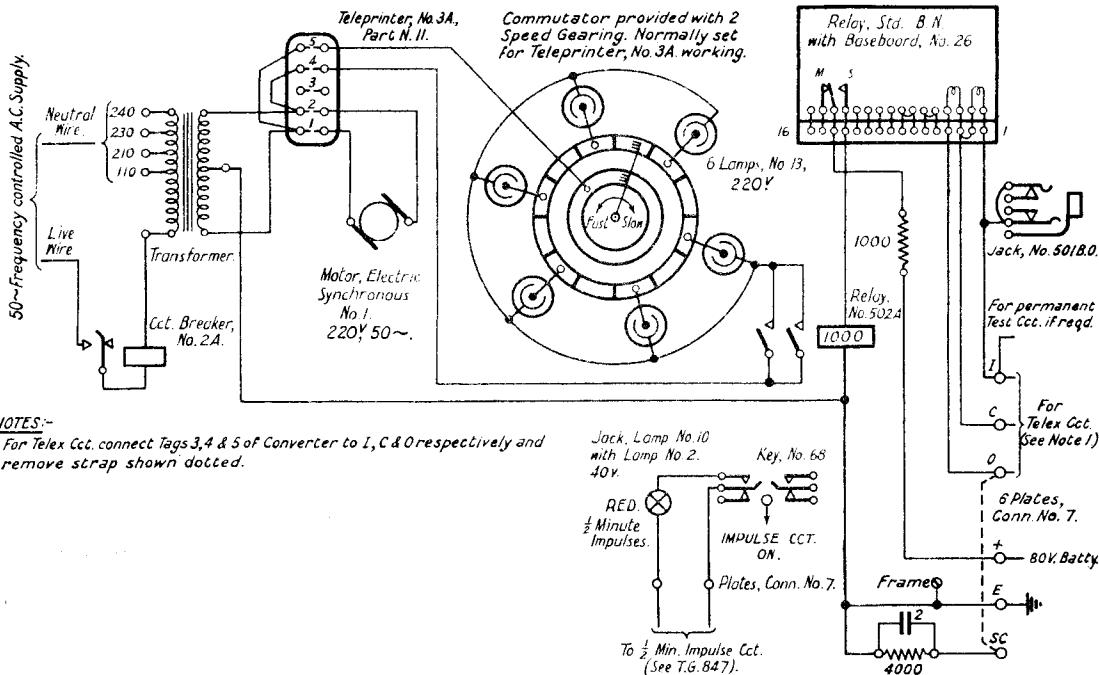 Teleprinter, No. 3A,
Part N. 11.
Commutator provided with 2
Speed Gearing. Normally set
for Teleprinter, No. 3A. working.
Relay, Std. B.N.
with Baseboard, No. 26
M S
16 1
50~Frequency controlled A.C. Supply.
Neutral
Wire.
240
230
210
110
Live
Wire
Transformer.
Cct. Breaker,
No. 2A.
5
4
3
2
1
Motor, Electric
Synchronous
No. 1.
220V 50~.
Fast Slow
6 Lamps, No 13,
220V
1000
Relay,
No. 502A
1000
Jack, No. 501B.O.
For permanent
Test Cct. if reqd.
I
C
O
For
Telex Cct.
(See Note 1)
NOTES:-
For Telex Cct. connect Tags 3, 4 & 5 of Converter to I, C & O respectively and
remove strap shown dotted.
Jack, Lamp No. 10
with Lamp No. 2.
40v.
Key, No. 68
RED.
½ Minute
Impulses.
IMPULSE CCT.
ON.
Plates, Conn. No. 7.
To ½ Min. Impulse Cct.
(See T.G. 847).
6 Plates,
Conn. No. 7.
+
80V. Batty.
Frame
E
2
4000
SC